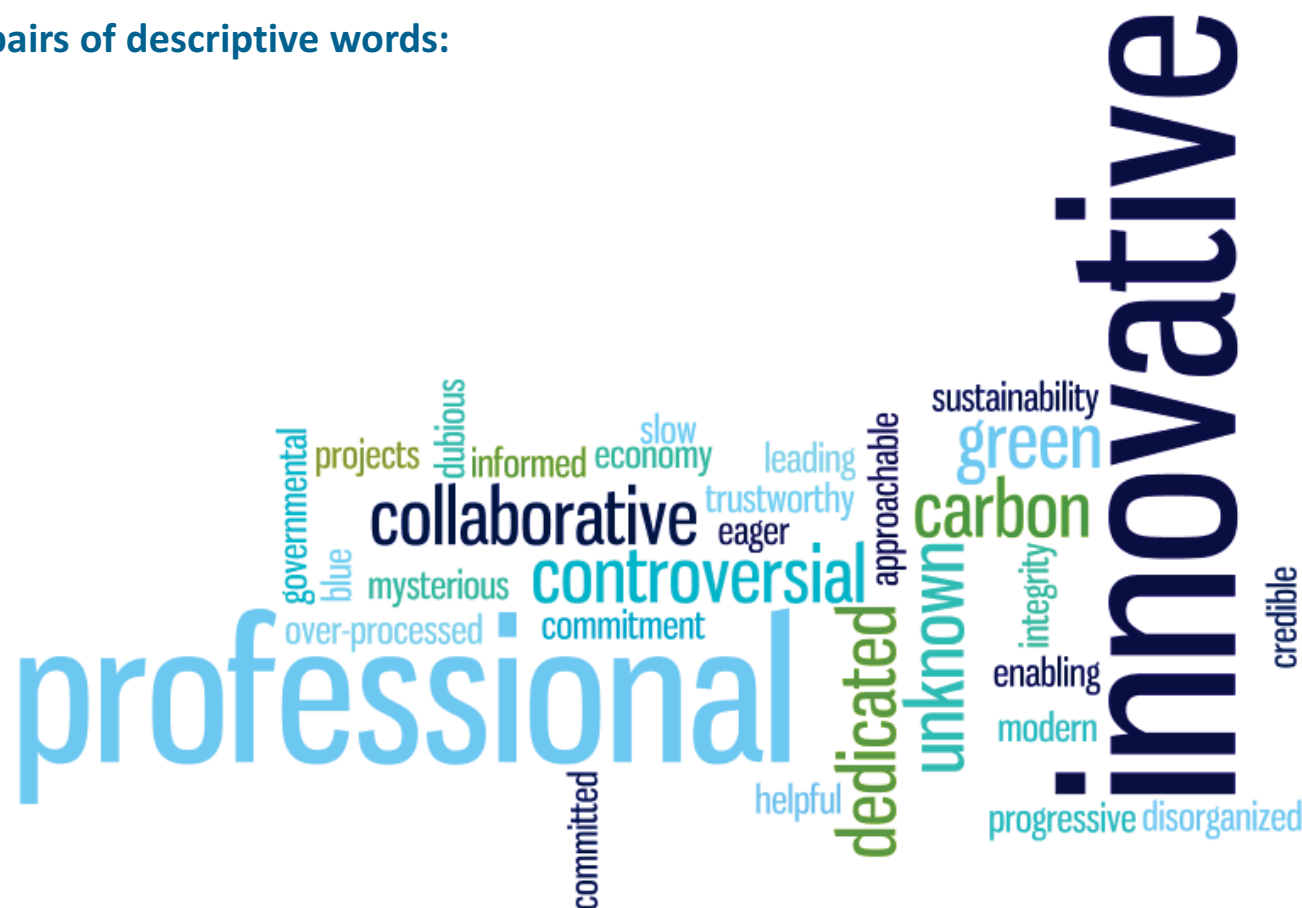 pairs of descriptive words:
innovative
dubious
sustainability
slow
governmental
projects
informed
economy
leading
approachable
green
collaborative
trustworthy
eager
carbon
blue
mysterious
controversial
unknown
integrity
credible
over-processed
commitment
professional
dedicated
enabling
modern
committed
helpful
progressive
disorganized